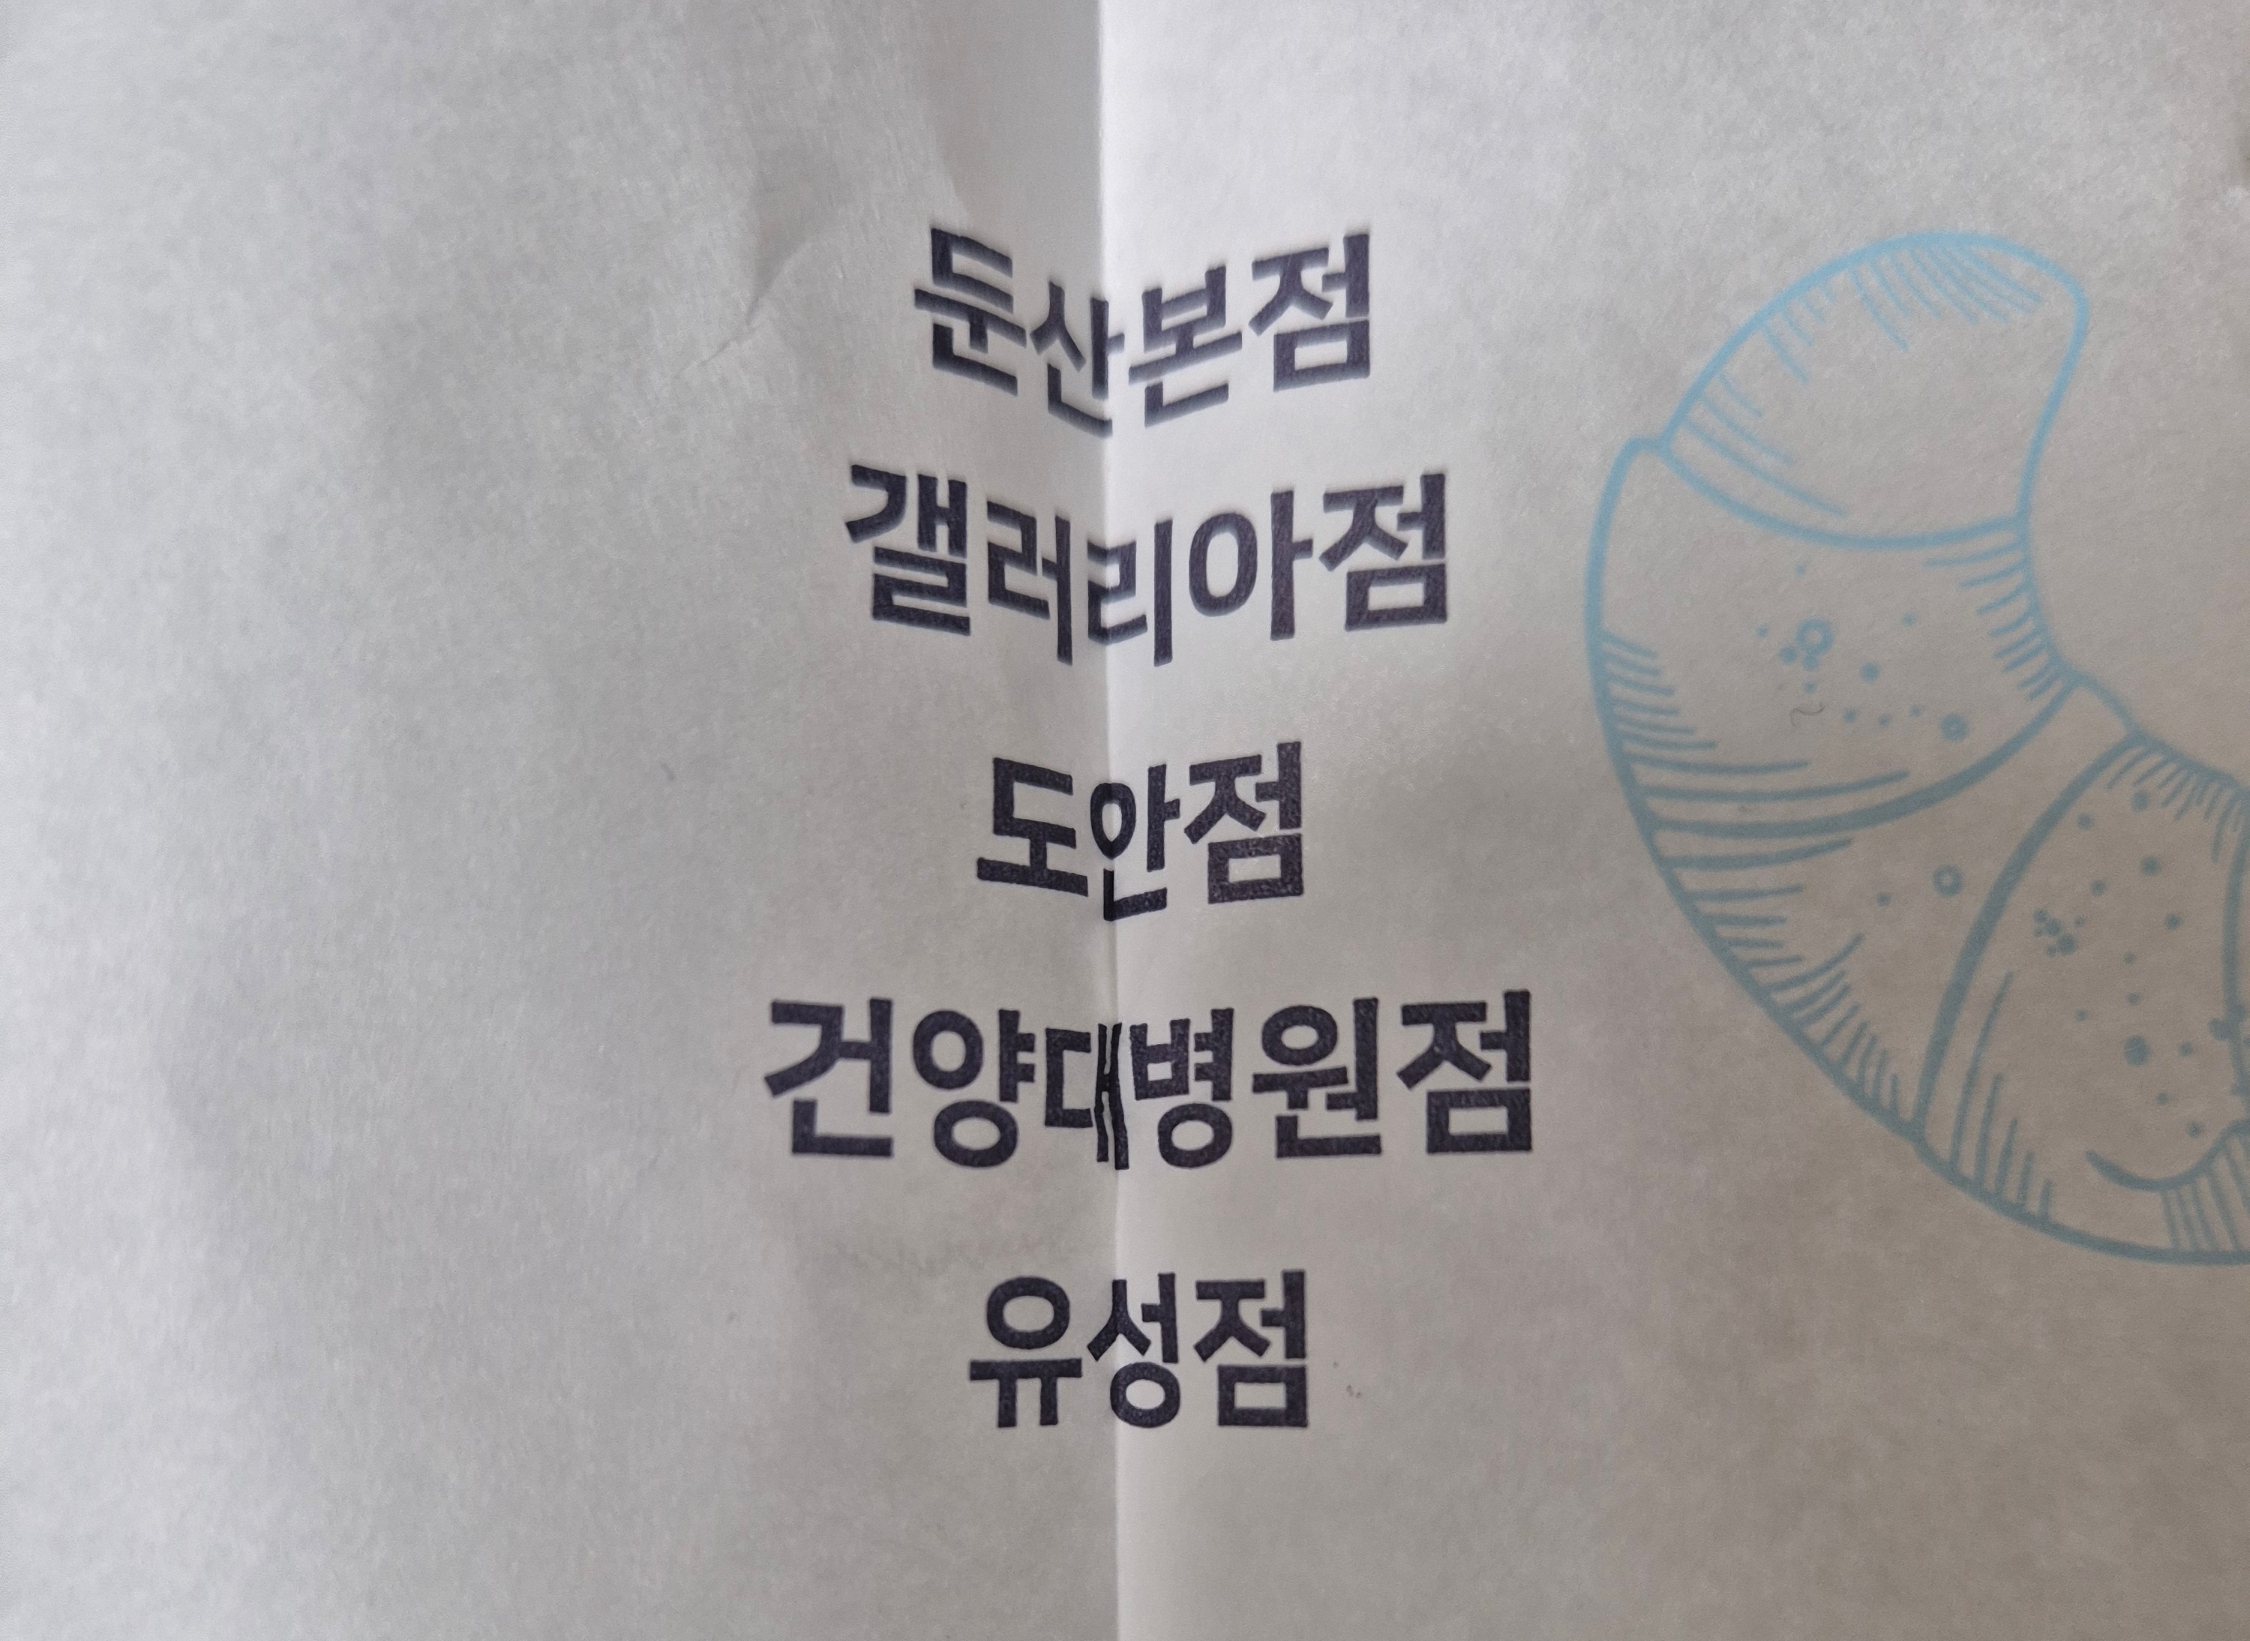 둔산본점
갤러리아점
도안점
건양대병원점
유성점